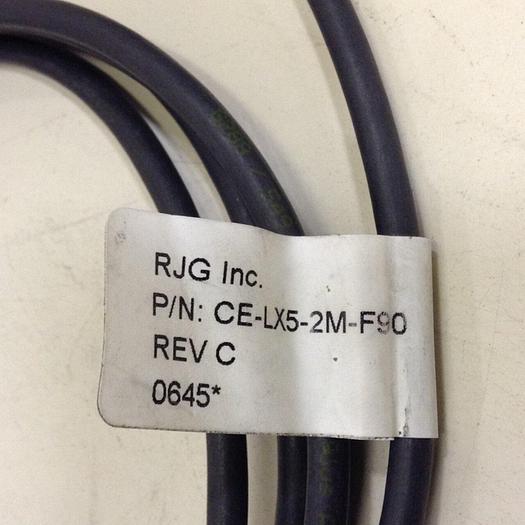 RJG Inc.
P/N: CE-LX5-2M-F90
REV C
0645*